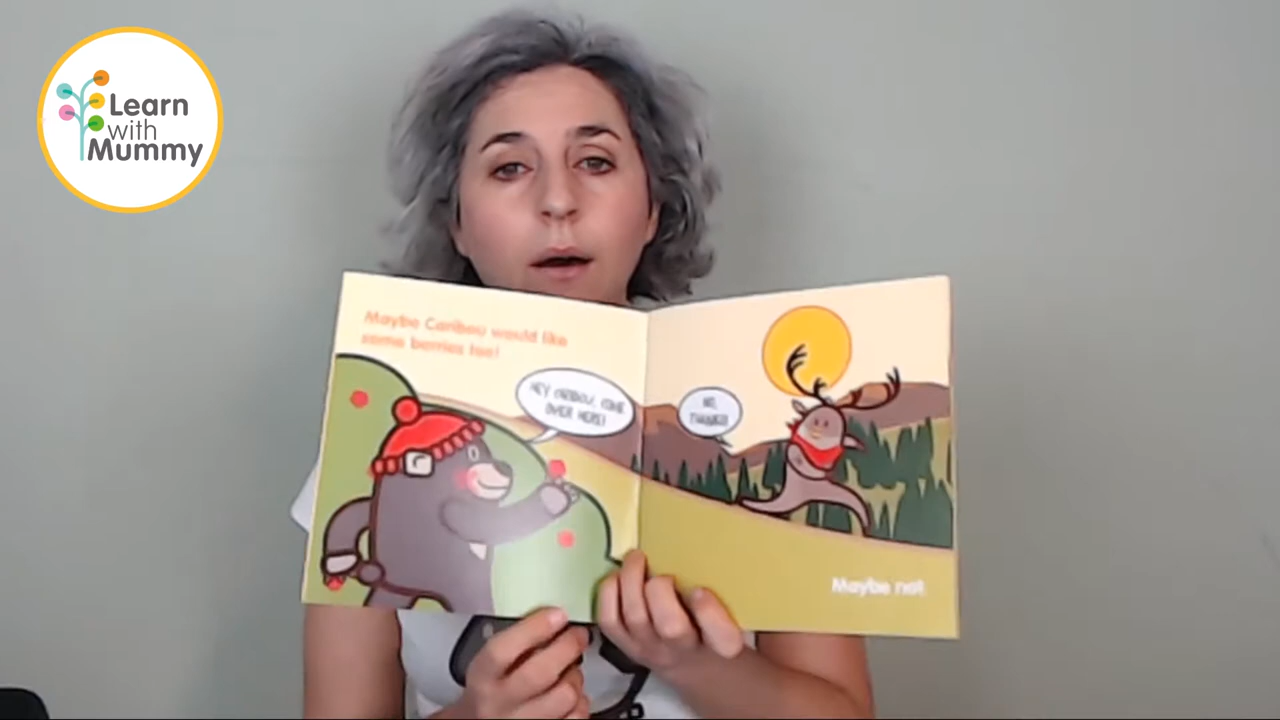 Learn
with
Mummy
Maybe Caribou would like
some berries too!
HEY CARIBOU, COME
OVER HERE!
NO,
THANKS!
Maybe not